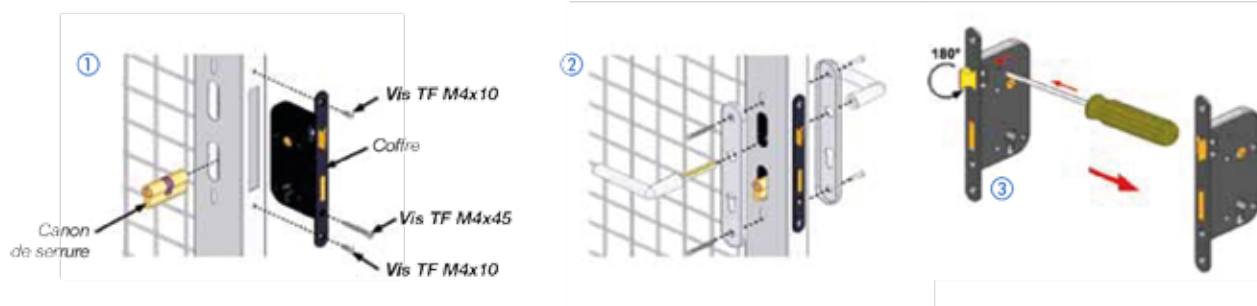 ①
Vis TF M4x10
Coffre
Canon
de serrure
Vis TF M4x45
Vis TF M4x10
②
180°
③